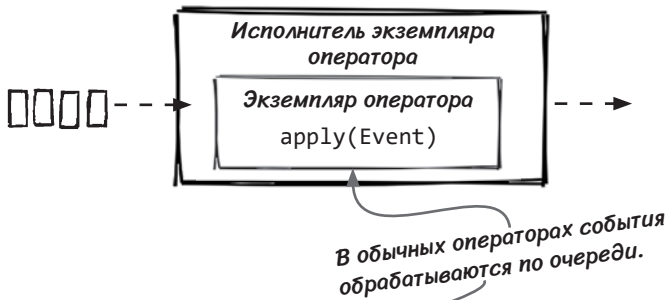 Исполнитель экземпляра
оператора
Экземпляр оператора
apply(Event)
В обычных операторах события
обрабатываются по очереди.